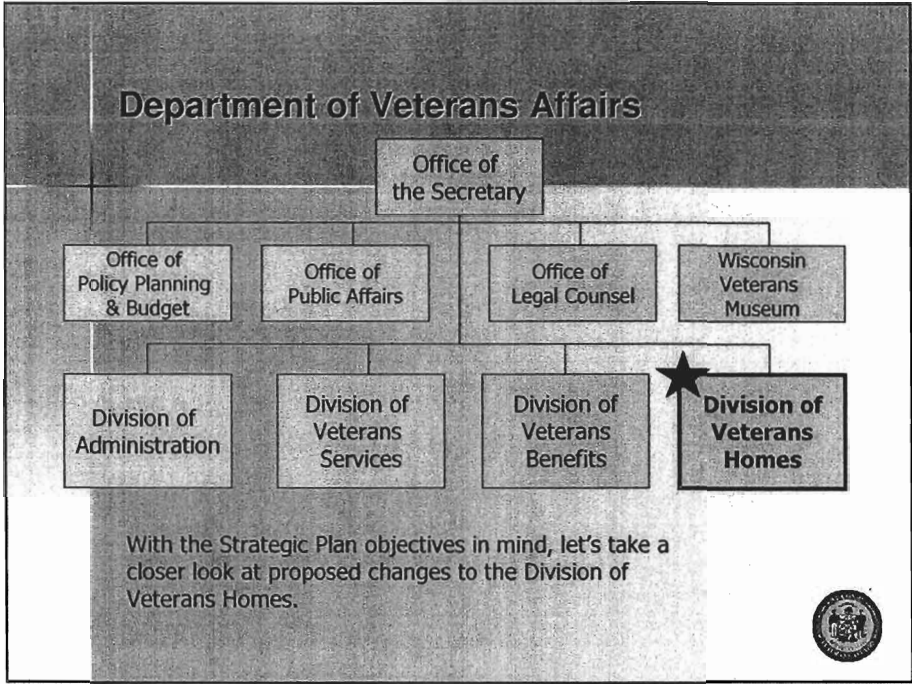 Department of Veterans Affairs
Office of
the Secretary
Office of
Policy Planning
& Budget
Office of
Public Affairs
Office of
Legal Counsel
Wisconsin
Veterans
Museum
Division of
Administration
Division of
Veterans
Services
Division of
Veterans
Benefits
Division of
Veterans
Homes
With the Strategic Plan objectives in mind, let's take a
closer look at proposed changes to the Division of
Veterans Homes.